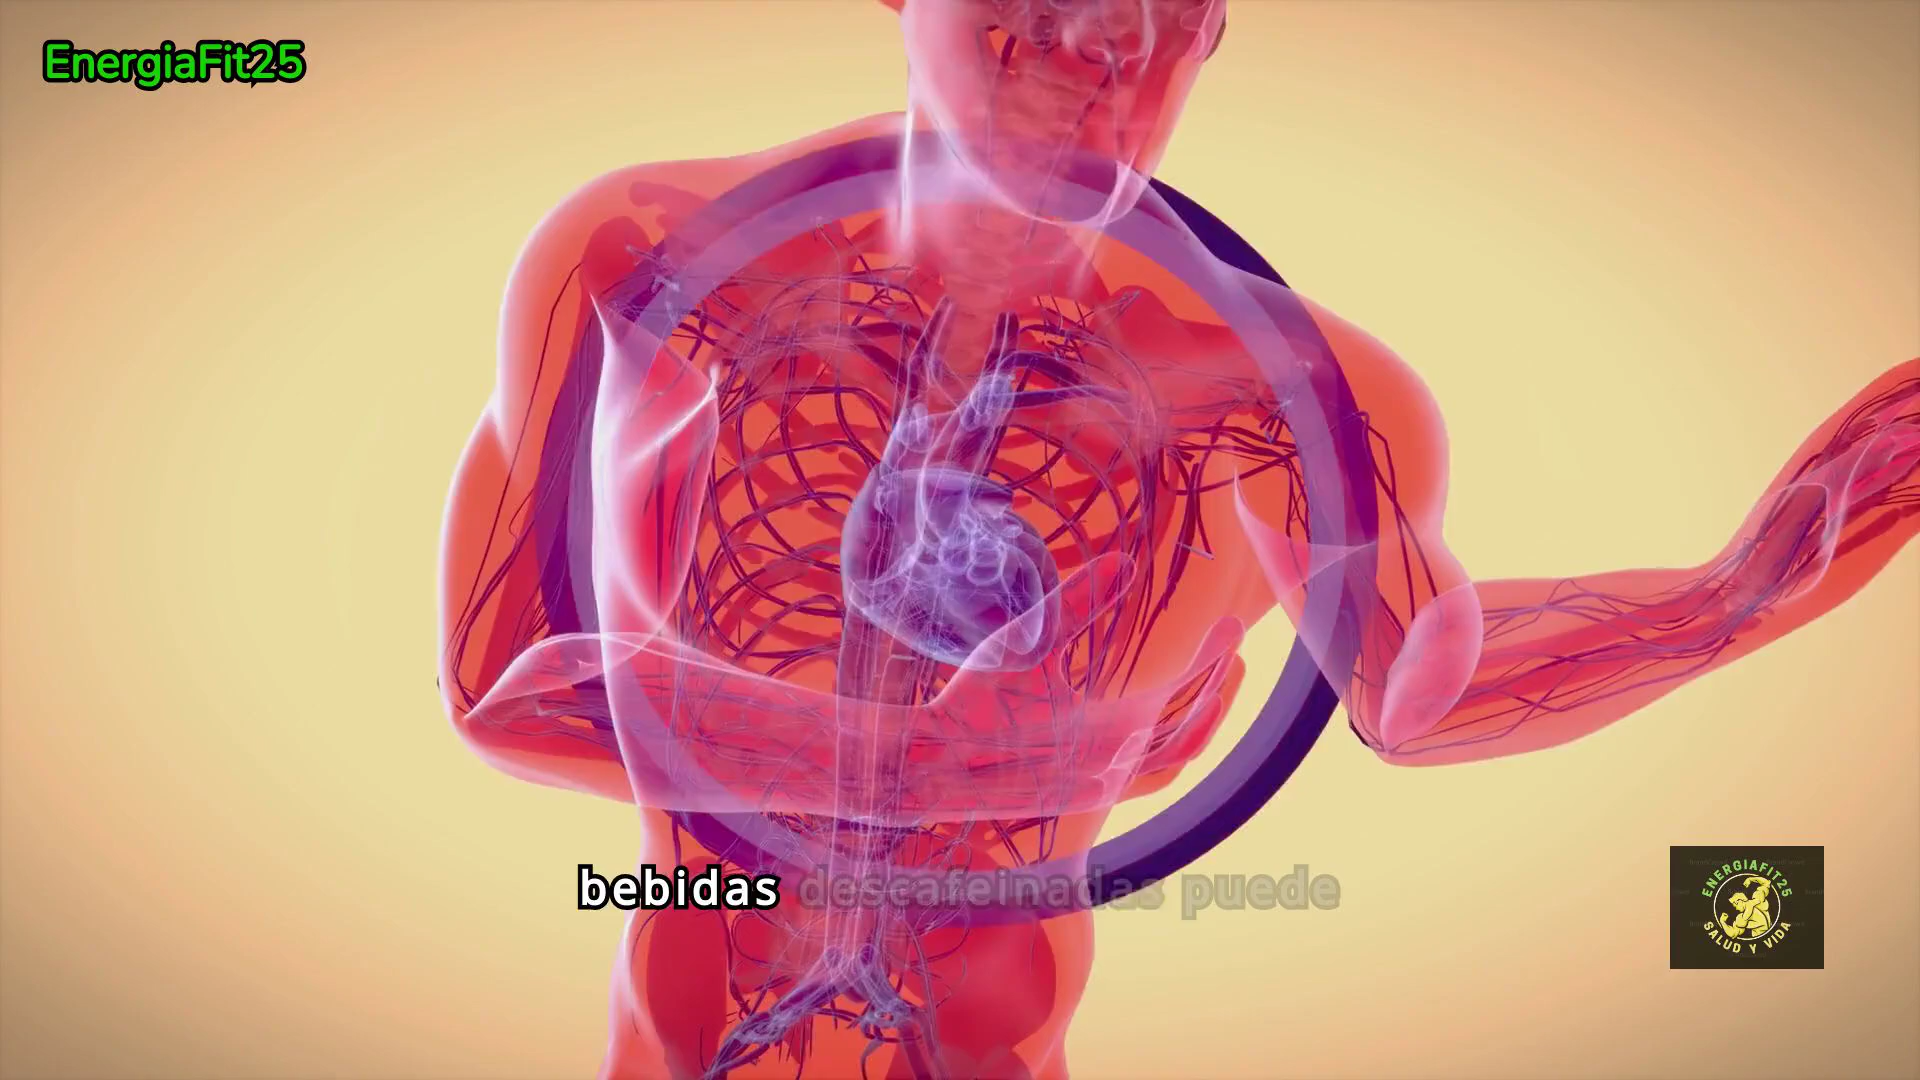 EnergiaFit25
bebidas descafeinadas puede
ENERGIAFIT25
SALUD Y VIDA